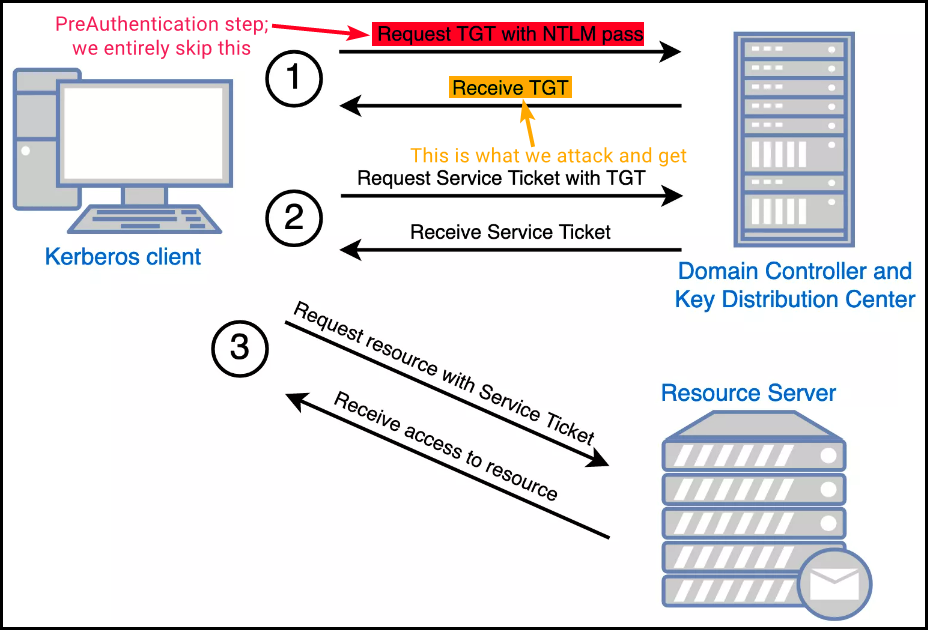 PreAuthentication step;
we entirely skip this
Request TGT with NTLM pass
1
Receive TGT
This is what we attack and get
Request Service Ticket with TGT
2
Receive Service Ticket
Kerberos client
Domain Controller and
Key Distribution Center
3
Request resource with Service Ticket
Receive access to resource
Resource Server